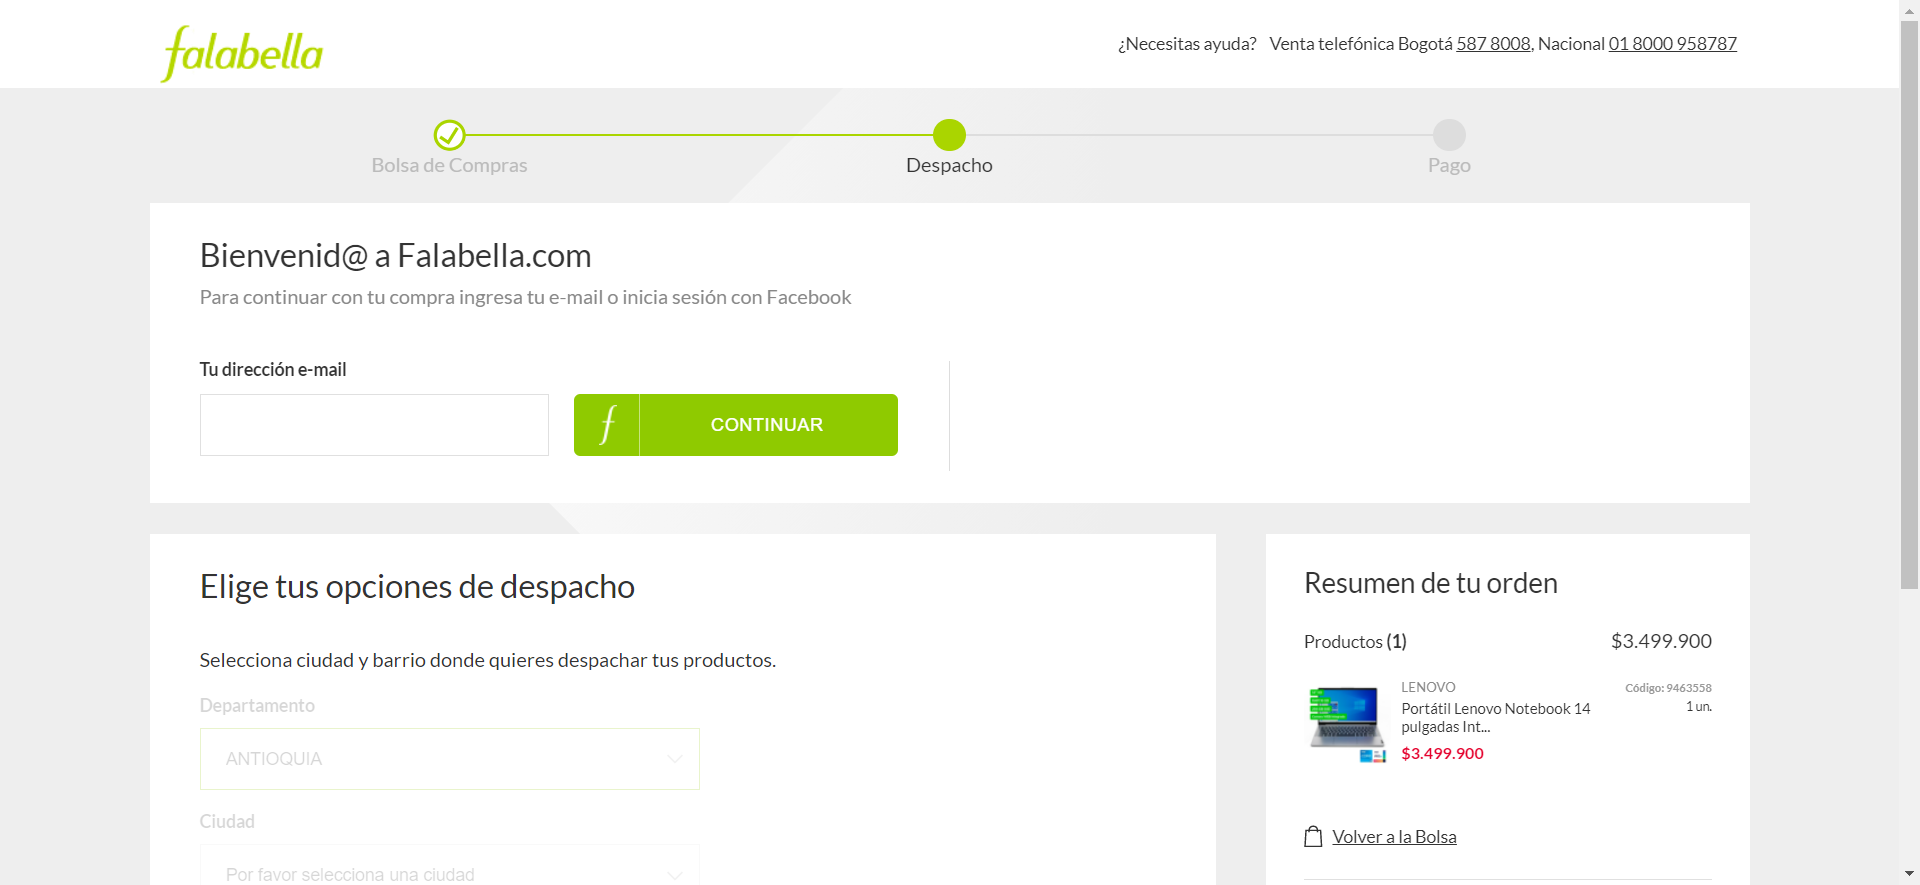 falabella
¿Necesitas ayuda? Venta telefónica Bogotá 587 8008, Nacional 01 8000 958787
Bolsa de Compras
Despacho
Pago
Bienvenid@ a Falabella.com
Para continuar con tu compra ingresa tu e-mail o inicia sesión con Facebook
Tu dirección e-mail
f CONTINUAR
Elige tus opciones de despacho
Selecciona ciudad y barrio donde quieres despachar tus productos.
Departamento
ANTIOQUIA
Ciudad
Por favor selecciona una ciudad
Resumen de tu orden
Productos (1) $3.499.900
LENOVO Código: 9463558
Portátil Lenovo Notebook 14 1 un.
pulgadas Int...
$3.499.900
Volver a la Bolsa